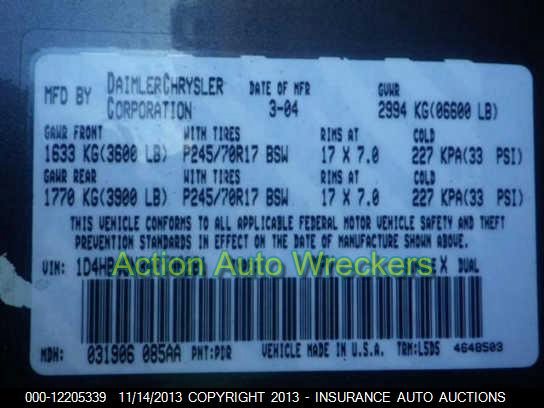 MFD BY DAIMLERCHRYSLER CORPORATION DATE OF MFR 3-04 GVWR 2994 KG(06600 LB)
GAWR FRONT WITH TIRES RIMS AT COLD
1633 KG(3600 LB) P245/70R17 BSW 17 X 7.0 227 KPA(33 PSI)
GAWR REAR WITH TIRES RIMS AT COLD
1770 KG(3900 LB) P245/70R17 BSW 17 X 7.0 227 KPA(33 PSI)
THIS VEHICLE CONFORMS TO ALL APPLICABLE FEDERAL MOTOR VEHICLE SAFETY AND THEFT
PREVENTION STANDARDS IN EFFECT ON THE DATE OF MANUFACTURE SHOWN ABOVE.
VIN: 1D4H X DUAL
Action Auto Wreckers
MDH: 031906 085AA PNT:PDR VEHICLE MADE IN U.S.A. TRM:L5D5 4648503
000-12205339 11/14/2013 COPYRIGHT 2013 - INSURANCE AUTO AUCTIONS